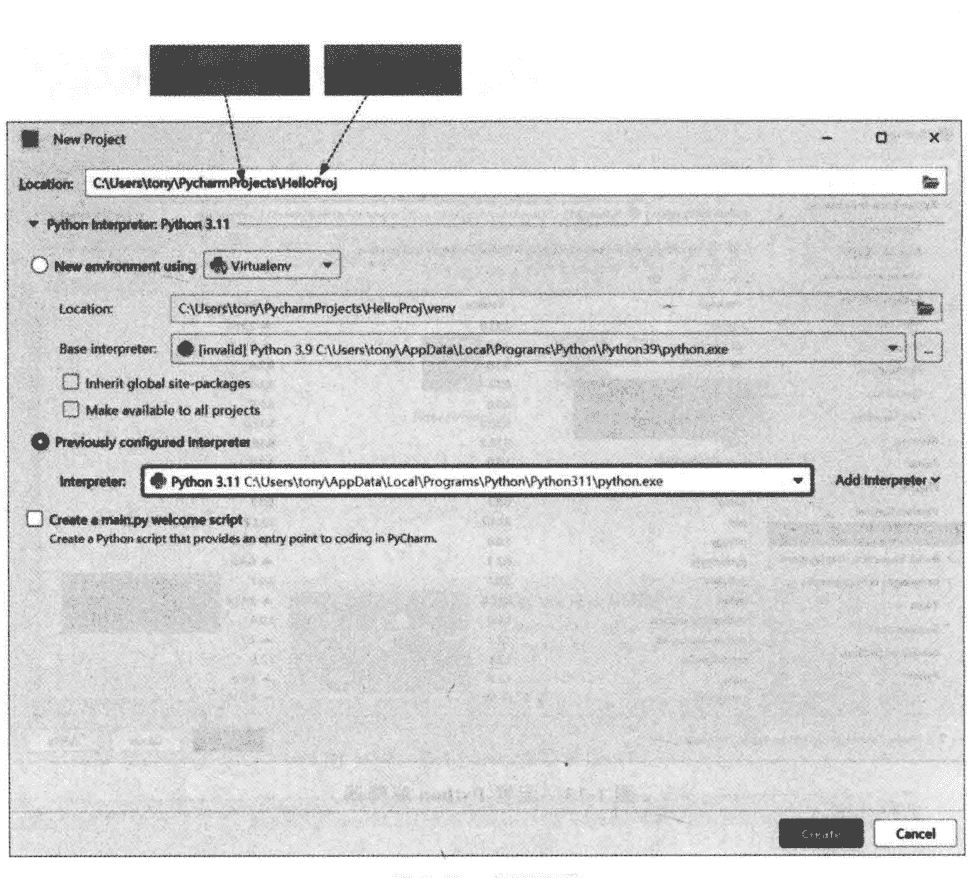 New Project
Location: C:\Users\tony\PycharmProjects\HelloProj
Python Interpreter: Python 3.11
New environment using Virtualenv
Location: C:\Users\tony\PycharmProjects\HelloProj\venv
Base interpreter: [invalid] Python 3.9 C:\Users\tony\AppData\Local\Programs\Python\Python39\python.exe ...
Inherit global site-packages
Make available to all projects
Previously configured Interpreter
Interpreter: Python 3.11 C:\Users\tony\AppData\Local\Programs\Python\Python311\python.exe Add Interpreter
Create a main.py welcome script
Create a Python script that provides an entry point to coding in PyCharm.
Create Cancel